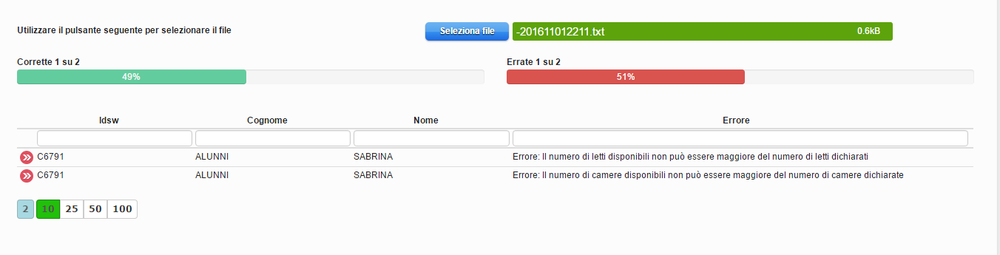 Utilizzare il pulsante seguente per selezionare il file Seleziona file -201611012211.txt 0.6kB
Corrette 1 su 2 Errate 1 su 2
49% 51%
Idsw Cognome Nome Errore
C6791 ALUNNI SABRINA Errore: Il numero di letti disponibili non può essere maggiore del numero di letti dichiarati
C6791 ALUNNI SABRINA Errore: Il numero di camere disponibili non può essere maggiore del numero di camere dichiarate
2 10 25 50 100